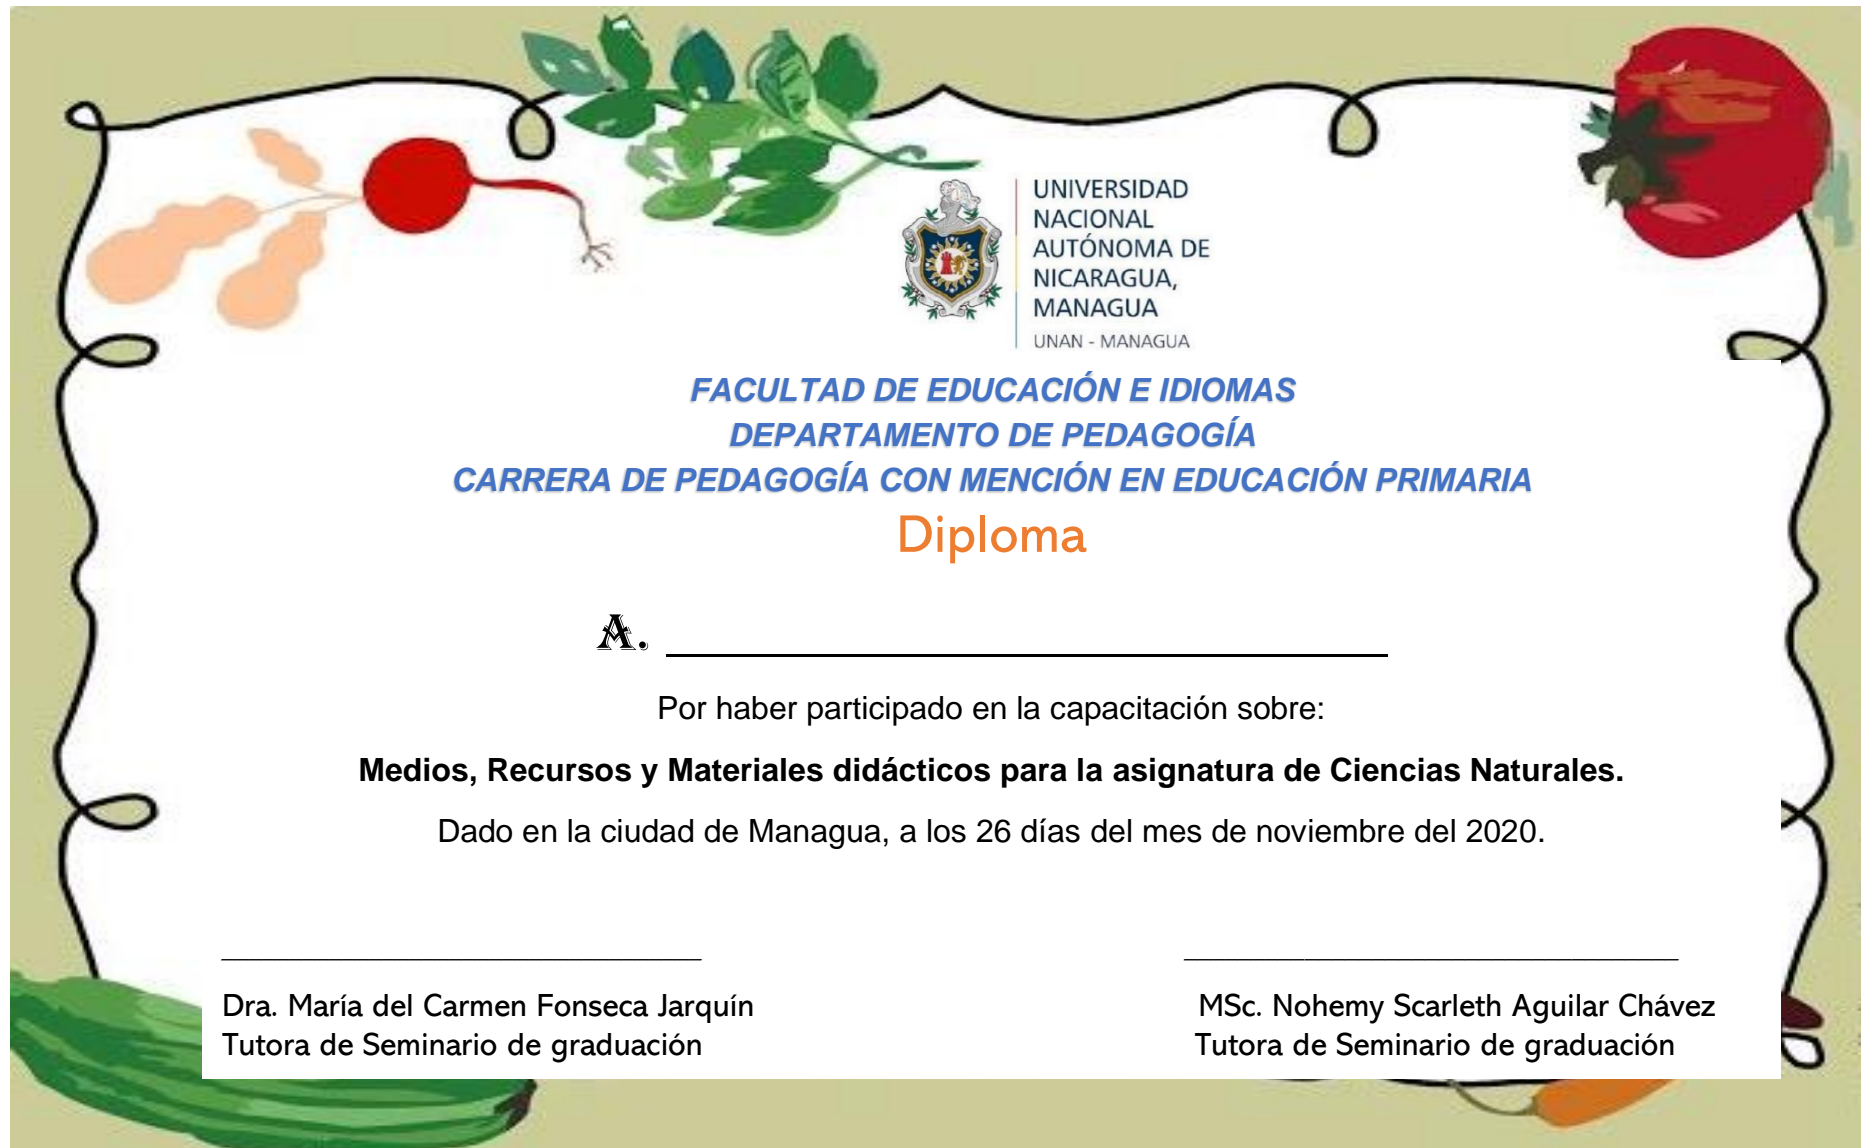 UNIVERSIDAD
NACIONAL
AUTÓNOMA DE
NICARAGUA,
MANAGUA
UNAN - MANAGUA
FACULTAD DE EDUCACIÓN E IDIOMAS
DEPARTAMENTO DE PEDAGOGÍA
CARRERA DE PEDAGOGÍA CON MENCIÓN EN EDUCACIÓN PRIMARIA
Diploma
A.
Por haber participado en la capacitación sobre:
Medios, Recursos y Materiales didácticos para la asignatura de Ciencias Naturales.
Dado en la ciudad de Managua, a los 26 días del mes de noviembre del 2020.
Dra. María del Carmen Fonseca Jarquín
Tutora de Seminario de graduación
MSc. Nohemy Scarleth Aguilar Chávez
Tutora de Seminario de graduación